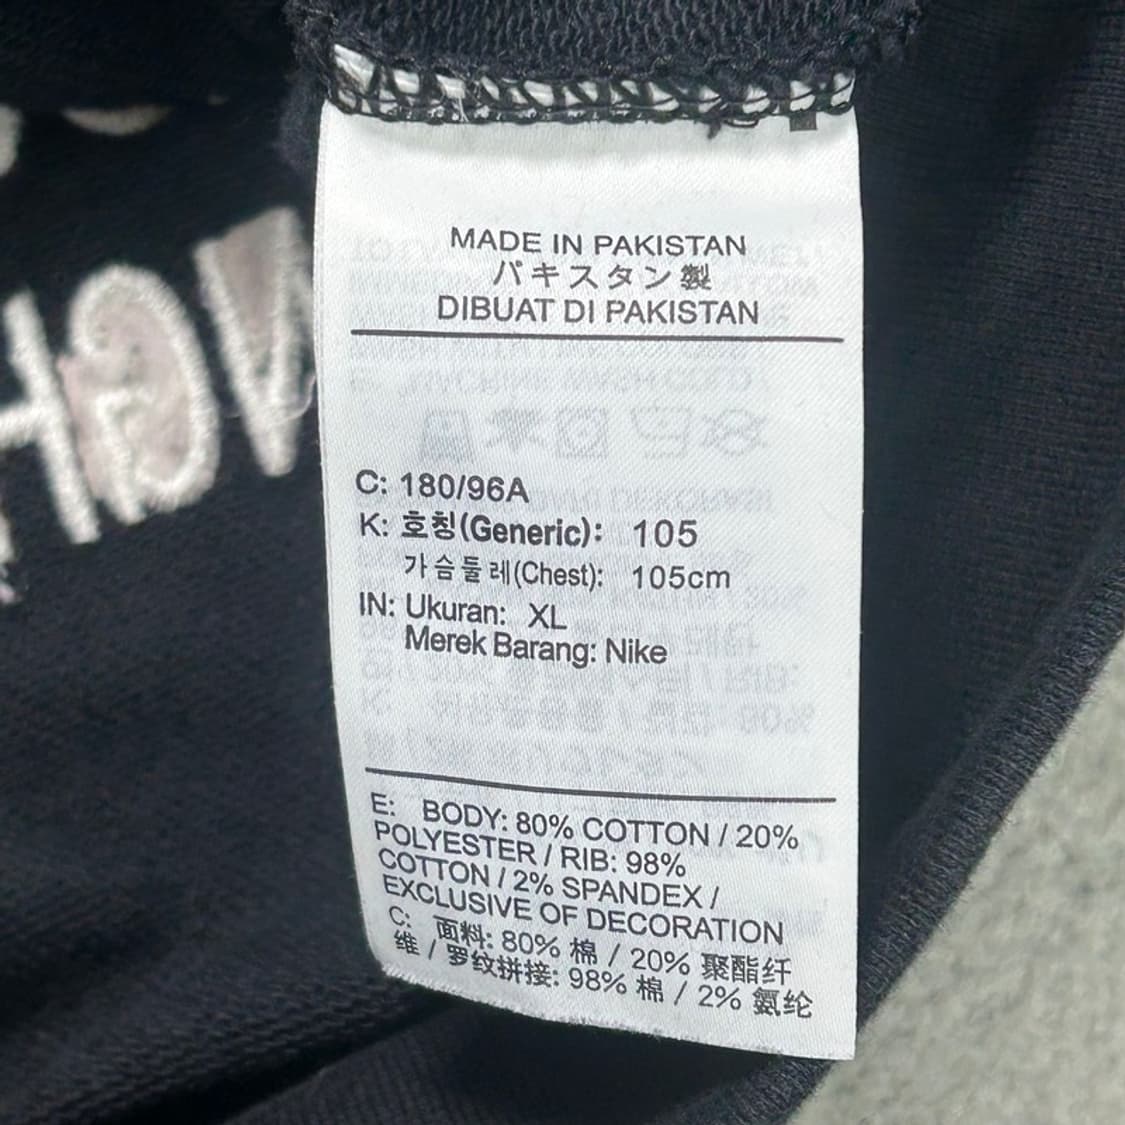 MADE IN PAKISTAN
パキスタン製
DIBUAT DI PAKISTAN
C: 180/96A
K: 호칭(Generic): 105
가슴둘레(Chest): 105cm
IN: Ukuran: XL
Merek Barang: Nike
E: BODY: 80% COTTON / 20%
POLYESTER / RIB: 98%
COTTON / 2% SPANDEX /
EXCLUSIVE OF DECORATION
C: 面料: 80% 棉 / 20% 聚酯纤
维 / 罗纹拼接: 98% 棉 / 2% 氨纶